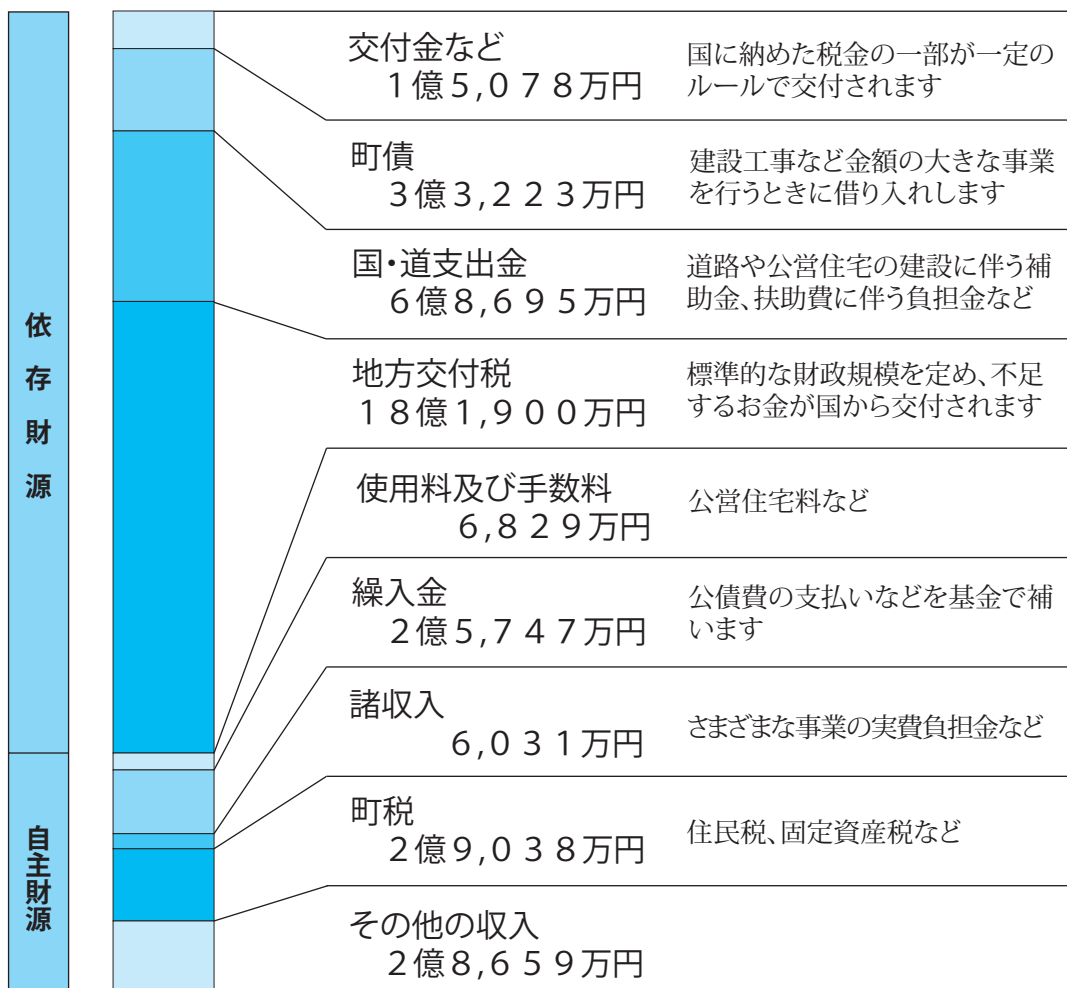 依存財源
交付金など
1億5,078万円
国に納めた税金の一部が一定の
ルールで交付されます
町債
3億3,223万円
建設工事など金額の大きな事業
を行うときに借り入れします
国・道支出金
6億8,695万円
道路や公営住宅の建設に伴う補
助金、扶助費に伴う負担金など
地方交付税
18億1,900万円
標準的な財政規模を定め、不足
するお金が国から交付されます
自主財源
使用料及び手数料
6,829万円
公営住宅料など
繰入金
2億5,747万円
公債費の支払いなどを基金で補
います
諸収入
6,031万円
さまざまな事業の実費負担金など
町税
2億9,038万円
住民税、固定資産税など
その他の収入
2億8,659万円